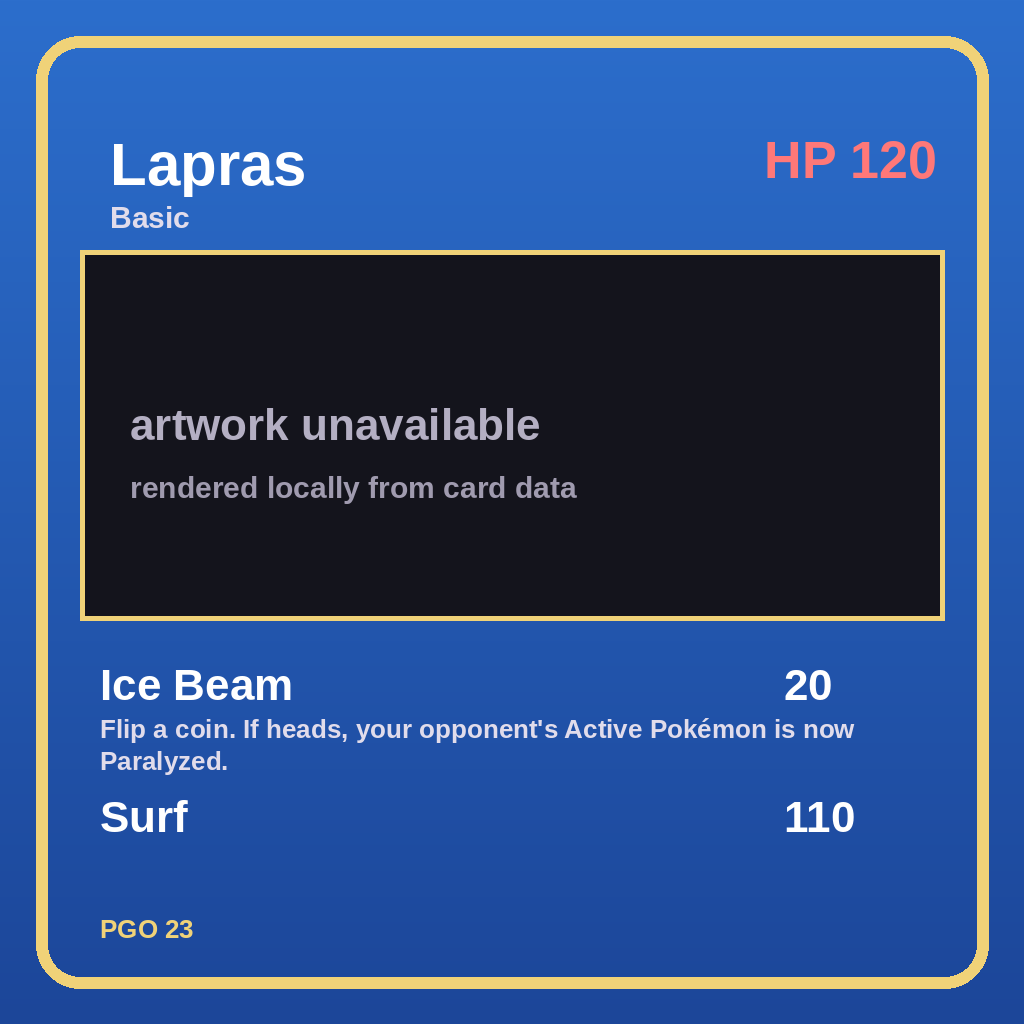 Lapras
HP 120
Basic
artwork unavailable
rendered locally from card data
Ice Beam 20
Flip a coin. If heads, your opponent's Active Pokémon is now
Paralyzed.
Surf 110
PGO 23